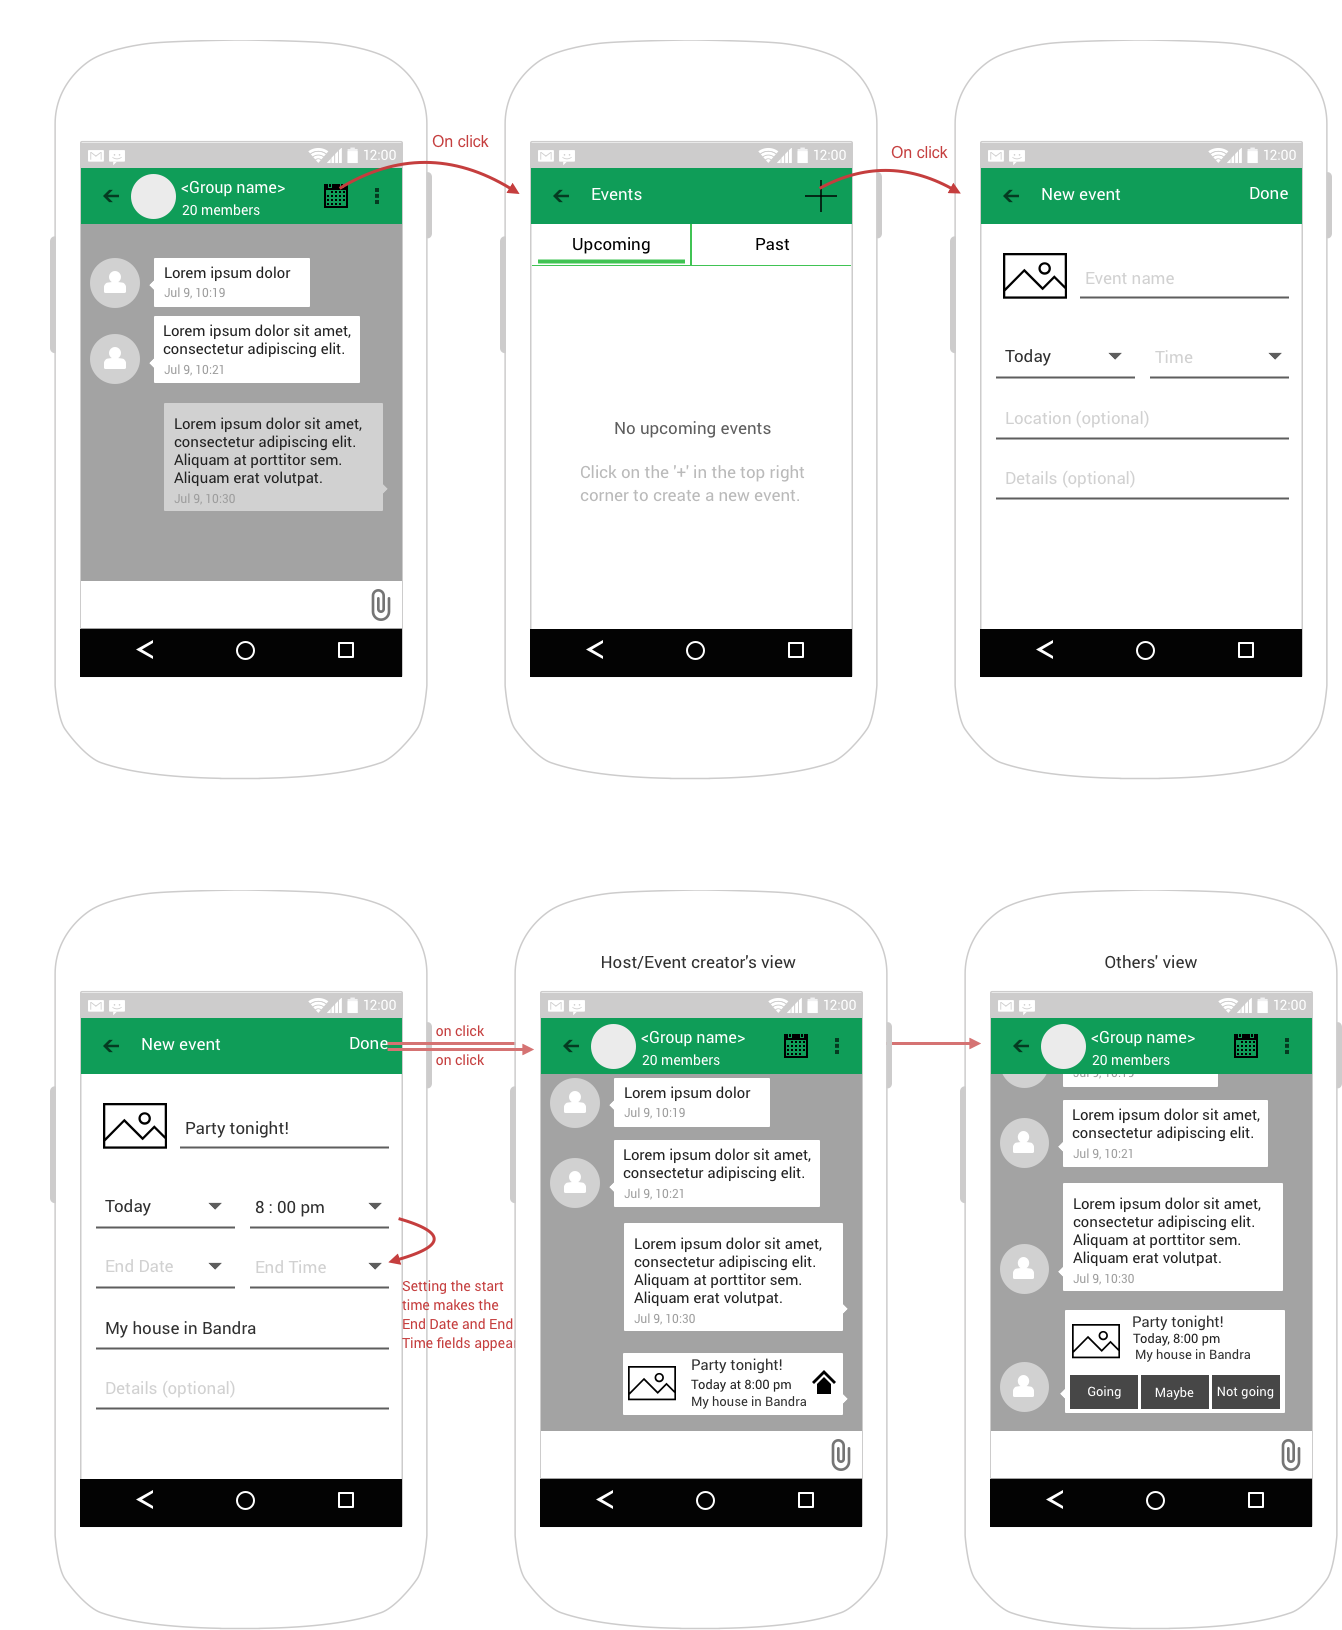 On click
On click
12:00
<Group name>
20 members
Lorem ipsum dolor
Jul 9, 10:19
Lorem ipsum dolor sit amet,
consectetur adipiscing elit.
Jul 9, 10:21
Lorem ipsum dolor sit amet,
consectetur adipiscing elit.
Aliquam at porttitor sem.
Aliquam erat volutpat.
Jul 9, 10:30
12:00
Events
Upcoming
Past
No upcoming events
Click on the '+' in the top right
corner to create a new event.
12:00
New event
Done
Event name
Today
Time
Location (optional)
Details (optional)
12:00
New event
Done
on click
on click
Party tonight!
Today
8 : 00 pm
End Date
End Time
Setting the start
time makes the
End Date and End
Time fields appear
My house in Bandra
Details (optional)
Host/Event creator's view
12:00
<Group name>
20 members
Lorem ipsum dolor
Jul 9, 10:19
Lorem ipsum dolor sit amet,
consectetur adipiscing elit.
Jul 9, 10:21
Lorem ipsum dolor sit amet,
consectetur adipiscing elit.
Aliquam at porttitor sem.
Aliquam erat volutpat.
Jul 9, 10:30
Party tonight!
Today at 8:00 pm
My house in Bandra
Others' view
12:00
<Group name>
20 members
Jul 9, 10:19
Lorem ipsum dolor sit amet,
consectetur adipiscing elit.
Jul 9, 10:21
Lorem ipsum dolor sit amet,
consectetur adipiscing elit.
Aliquam at porttitor sem.
Aliquam erat volutpat.
Jul 9, 10:30
Party tonight!
Today, 8:00 pm
My house in Bandra
Going
Maybe
Not going